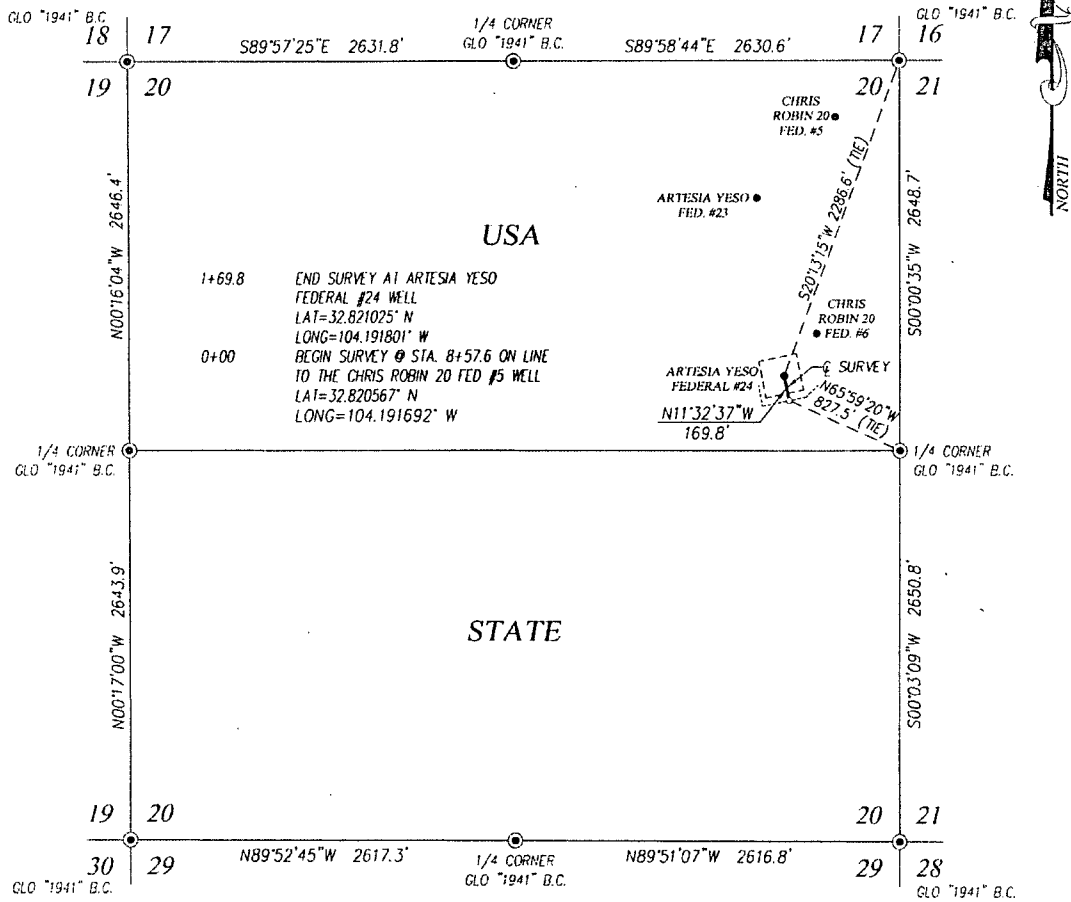 GLO "1941" B.C.
1/4 CORNER
GLO "1941" B.C.
GLO "1941" B.C.
18 17
S89°57'25"E 2631.8'
S89°58'44"E 2630.6'
17 16
19 20
20 21
CHRIS
ROBIN 20
FED. #5
N00°16'04"W 2646.4'
S20°13'15"W 2286.6' (TIE)
S00°00'35"W 2648.7'
NORTH
ARTESIA YESO
FED. #23
USA
1+69.8 END SURVEY AT ARTESIA YESO
FEDERAL #24 WELL
LAT=32.821025° N
LONG=104.191801° W
0+00 BEGIN SURVEY @ STA. 8+57.6 ON LINE
TO THE CHRIS ROBIN 20 FED #5 WELL
LAT=32.820567° N
LONG=104.191692° W
CHRIS
ROBIN 20
FED. #6
ARTESIA YESO
FEDERAL #24
℄ SURVEY
N11°32'37"W
169.8'
N65°59'20"W
827.5' (TIE)
1/4 CORNER
GLO "1941" B.C.
1/4 CORNER
GLO "1941" B.C.
N00°17'00"W 2643.9'
STATE
S00°03'09"W 2650.8'
19 20
20 21
30 29
N89°52'45"W 2617.3'
1/4 CORNER
GLO "1941" B.C.
N89°51'07"W 2616.8'
29 28
GLO "1941" B.C.
GLO "1941" B.C.